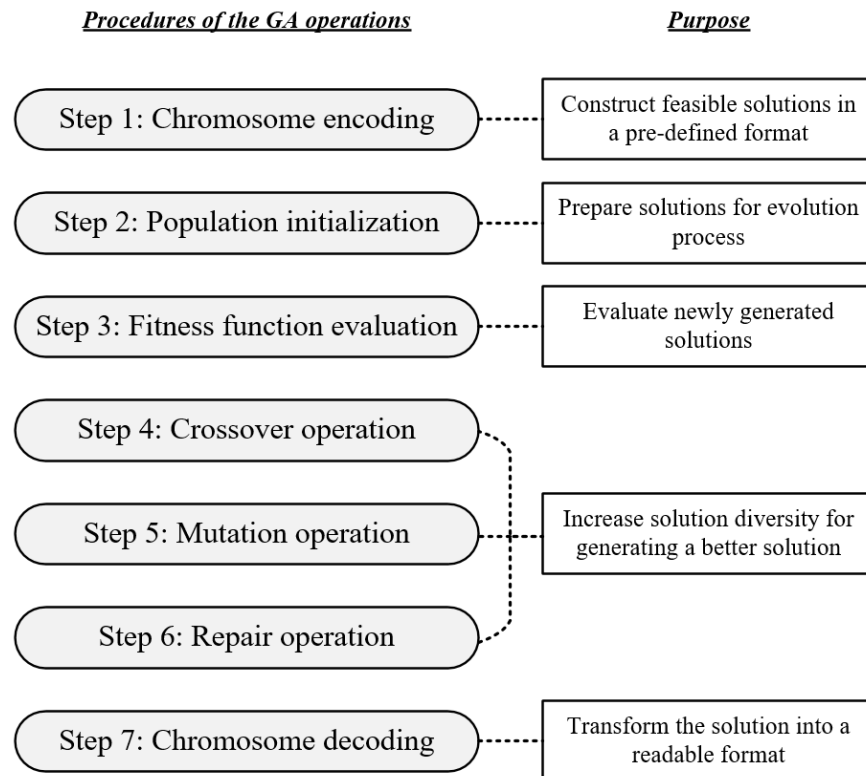 Procedures of the GA operations
Purpose
Step 1: Chromosome encoding
Construct feasible solutions in
a pre-defined format
Step 2: Population initialization
Prepare solutions for evolution
process
Step 3: Fitness function evaluation
Evaluate newly generated
solutions
Step 4: Crossover operation
Step 5: Mutation operation
Increase solution diversity for
generating a better solution
Step 6: Repair operation
Step 7: Chromosome decoding
Transform the solution into a
readable format